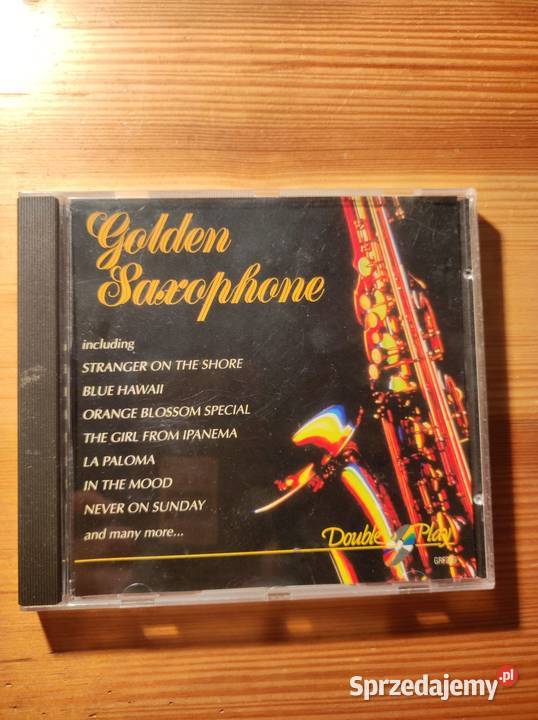 Golden
Saxophone
including
STRANGER ON THE SHORE
BLUE HAWAII
ORANGE BLOSSOM SPECIAL
THE GIRL FROM IPANEMA
LA PALOMA
IN THE MOOD
NEVER ON SUNDAY
and many more...
Double Play
Sprzedajemy.pl